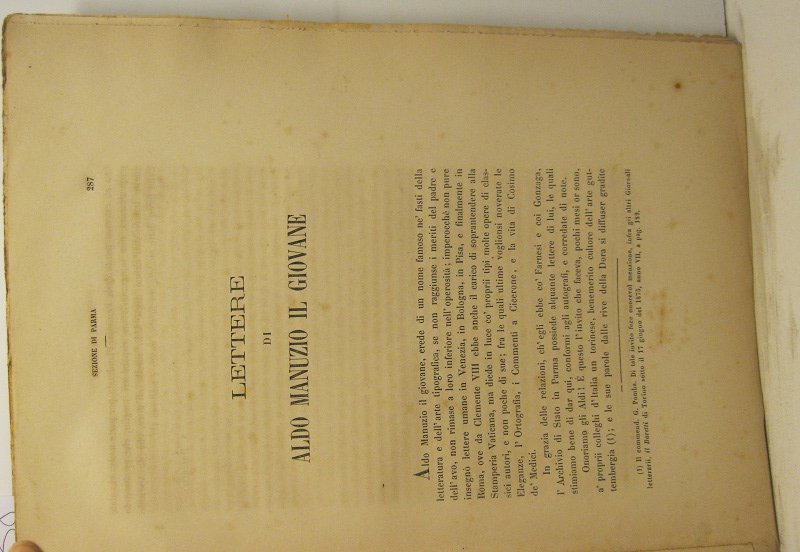 SEZIONE DI PARMA
287
LETTERE
DI
ALDO MANUZIO IL GIOVANE
Aldo Manuzio il giovane, erede di un nome famoso ne' fasti della
letteratura e dell'arte tipografica, se non raggiunse i meriti del padre e
dell'avo, non rimase a loro inferiore nell'operosità; imperocchè non pure
insegnò lettere umane in Venezia, in Bologna, in Pisa, e finalmente in
Roma, ove da Clemente VIII ebbe anche il carico di soprantendere alla
Stamperia Vaticana, ma diede in luce co' proprii tipi molte opere di clas-
sici autori, e non poche di sue; fra le quali ultime voglionsi noverate le
Eleganze, l'Ortografia, i Commenti a Cicerone, e la vita di Cosimo
de' Medici.
In grazia delle relazioni, ch'egli ebbe co' Farnesi e coi Gonzaga,
l'Archivio di Stato in Parma possiede alquante lettere di lui, le quali
stimiamo bene di dar qui, conformi agli autografi, e corredate di note.
Onoriamo gli Aldi! È questo l'invito che faceva, pochi mesi or sono,
a' proprii colleghi d'Italia un torinese, benemerito cultore dell'arte gut-
tembergia (1); e le sue parole dalle rive della Dora si diffuser gradite
(1) Il commend. G. Pomba. Di tale invito fece onorevol menzione, infra gli altri Giornali
letterarii, il Baretti di Torino sotto il 17 giugno del 1875, anno VII, a pag. 189.